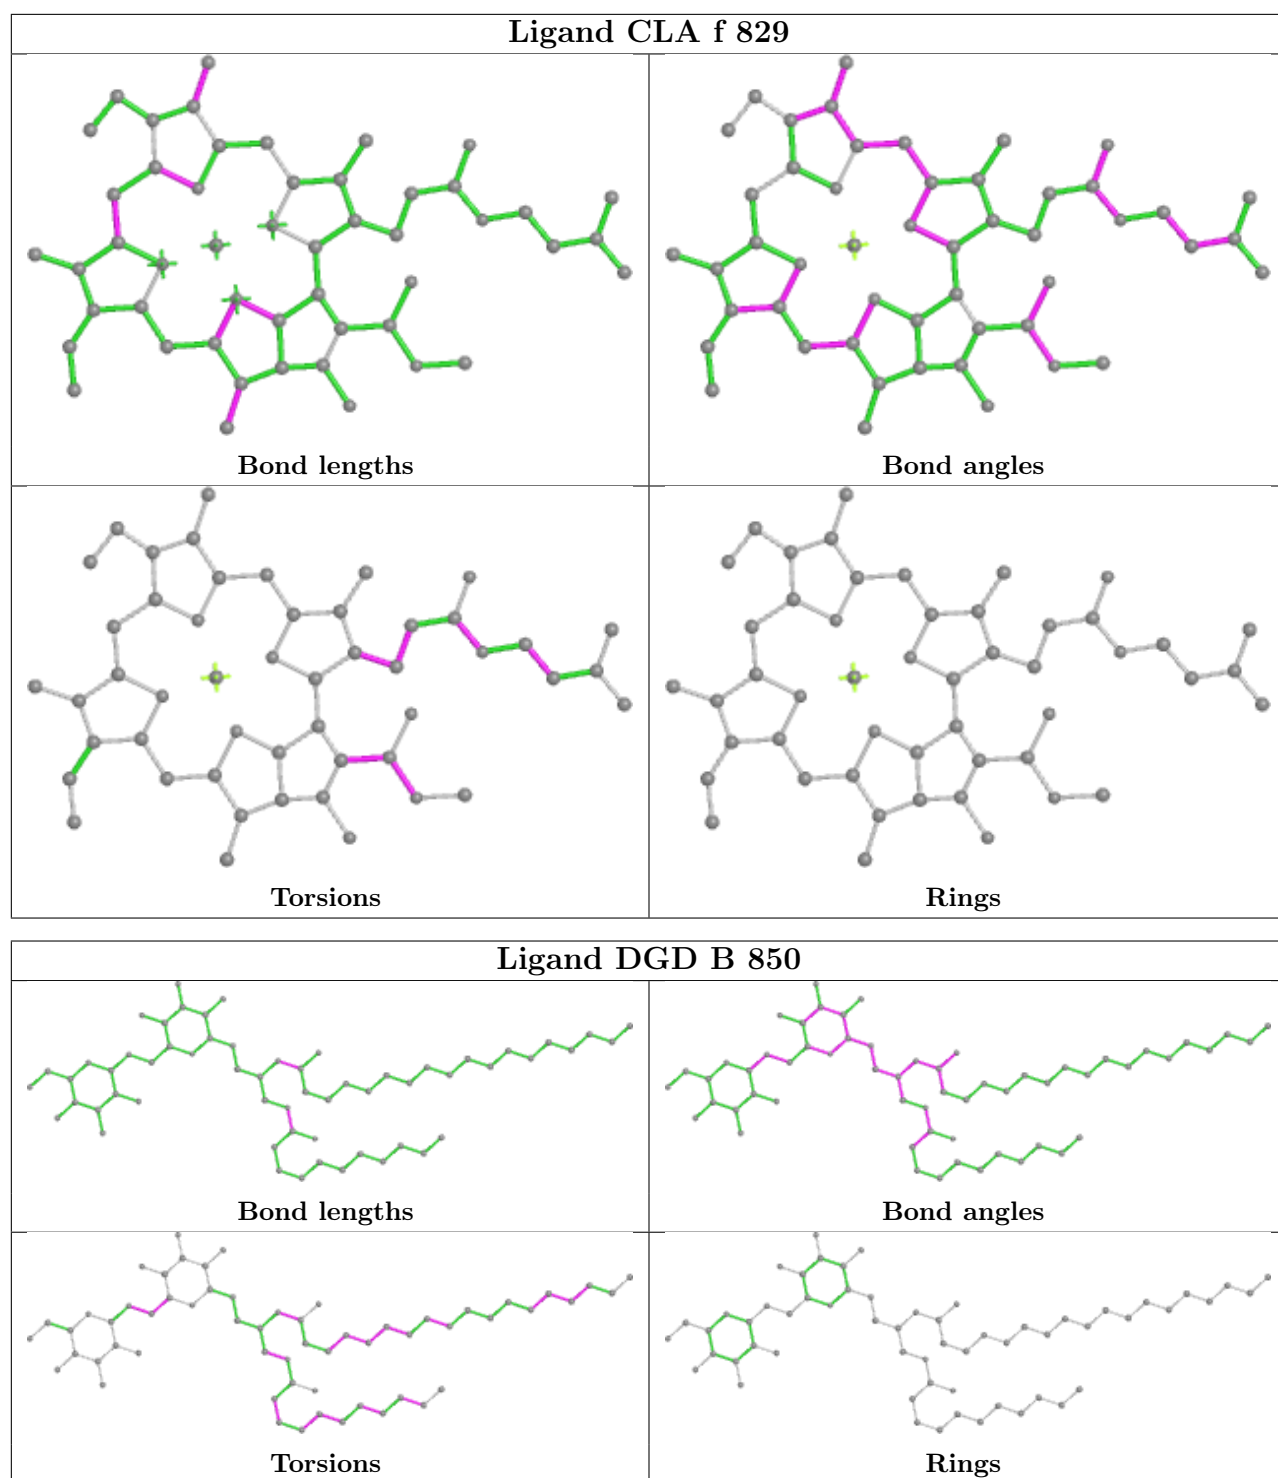 Ligand CLA f 829
Bond lengths
Bond angles
Torsions
Rings
Ligand DGD B 850
Bond lengths
Bond angles
Torsions
Rings